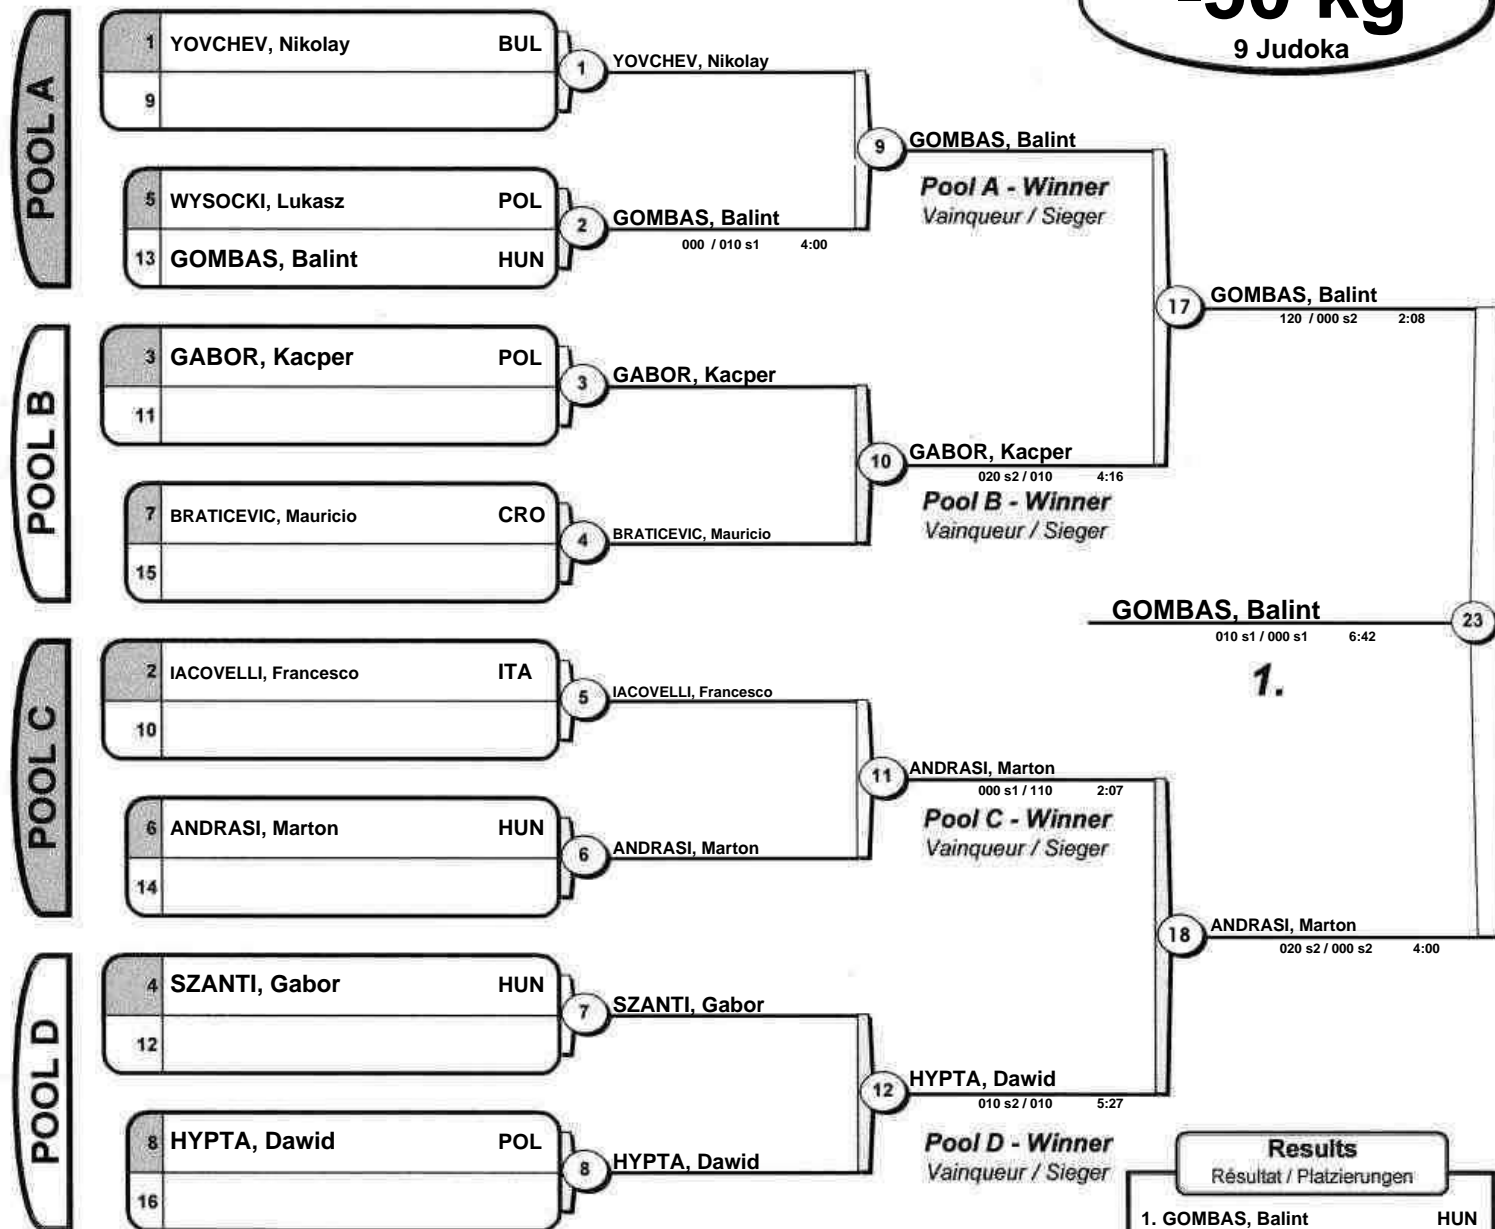 -50 kg
9 Judoka
POOL A
1 YOVCHEV, Nikolay BUL
9
1 YOVCHEV, Nikolay
5 WYSOCKI, Lukasz POL
13 GOMBAS, Balint HUN
2 GOMBAS, Balint
000 / 010 s1 4:00
9 GOMBAS, Balint
Pool A - Winner
Vainqueur / Sieger
POOL B
3 GABOR, Kacper POL
11
3 GABOR, Kacper
7 BRATICEVIC, Mauricio CRO
15
4 BRATICEVIC, Mauricio
10 GABOR, Kacper
020 s2 / 010 4:16
Pool B - Winner
Vainqueur / Sieger
17 GOMBAS, Balint
120 / 000 s2 2:08
GOMBAS, Balint 23
010 s1 / 000 s1 6:42
1.
POOL C
2 IACOVELLI, Francesco ITA
10
5 IACOVELLI, Francesco
6 ANDRASI, Marton HUN
14
6 ANDRASI, Marton
11 ANDRASI, Marton
000 s1 / 110 2:07
Pool C - Winner
Vainqueur / Sieger
18 ANDRASI, Marton
020 s2 / 000 s2 4:00
POOL D
4 SZANTI, Gabor HUN
12
7 SZANTI, Gabor
8 HYPTA, Dawid POL
16
8 HYPTA, Dawid
12 HYPTA, Dawid
010 s2 / 010 5:27
Pool D - Winner
Vainqueur / Sieger
Results
Résultat / Platzierungen
1. GOMBAS, Balint HUN